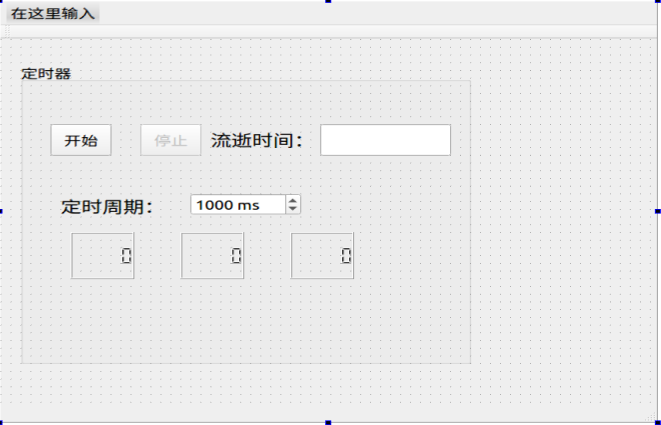 在这里输入
定时器
开始 停止 流逝时间：
定时周期： 1000 ms
0 0 0